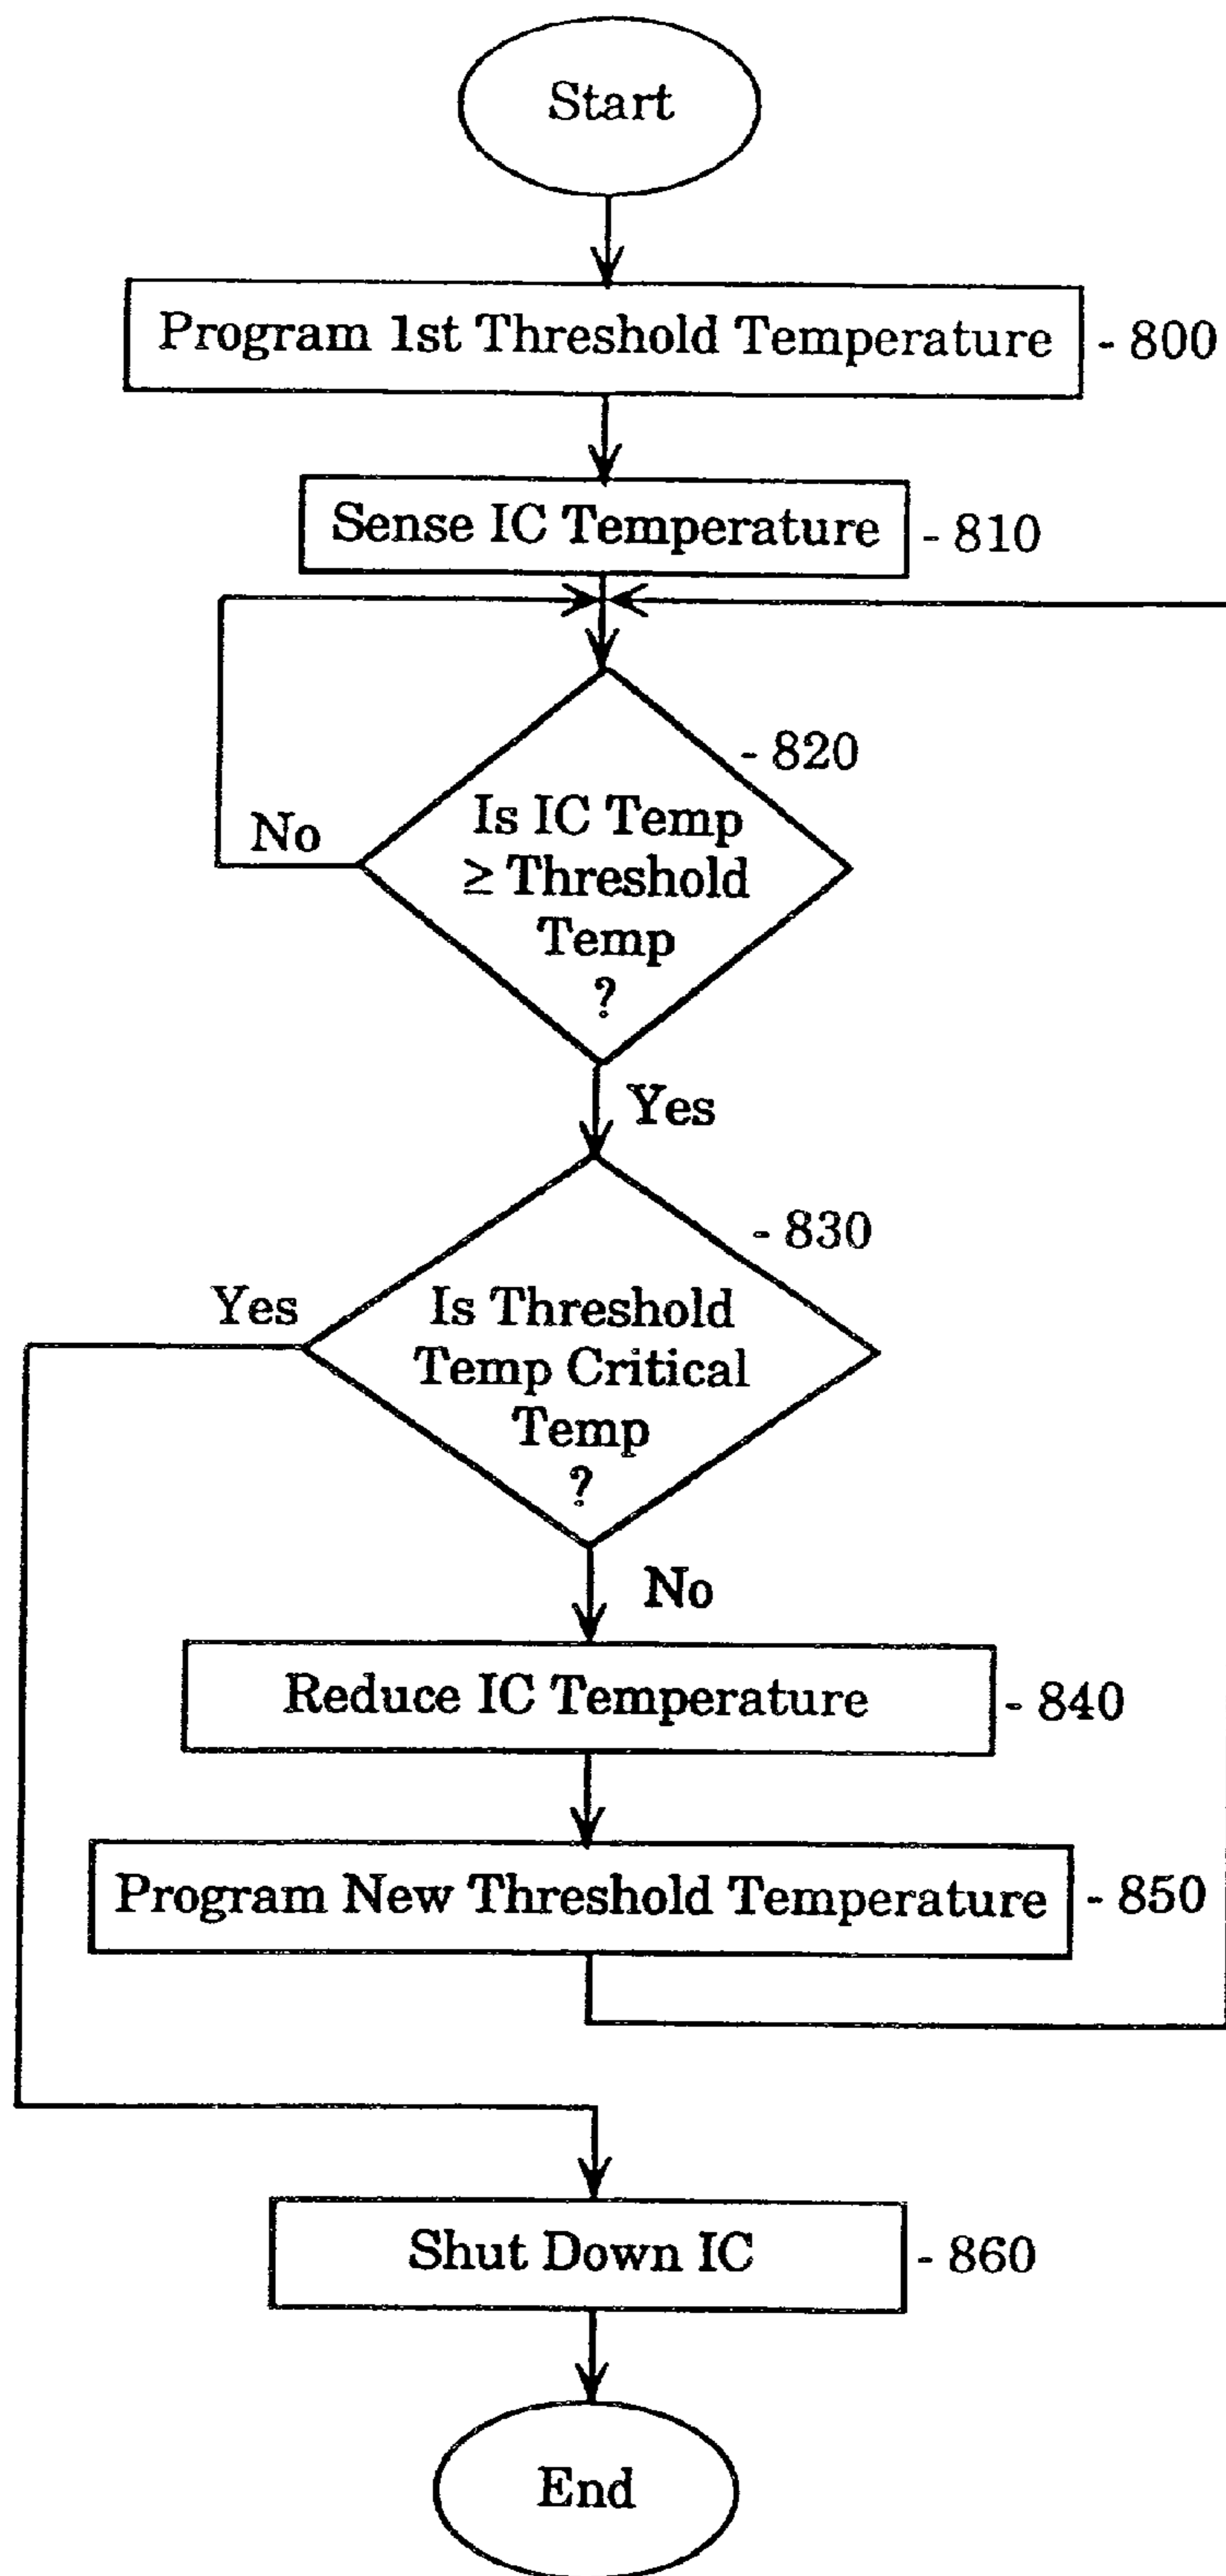 Start
Program 1st Threshold Temperature - 800
Sense IC Temperature - 810
- 820
Is IC Temp
≥ Threshold
Temp
?
No
Yes
- 830
Is Threshold
Temp Critical
Temp
?
Yes
No
Reduce IC Temperature - 840
Program New Threshold Temperature - 850
Shut Down IC - 860
End